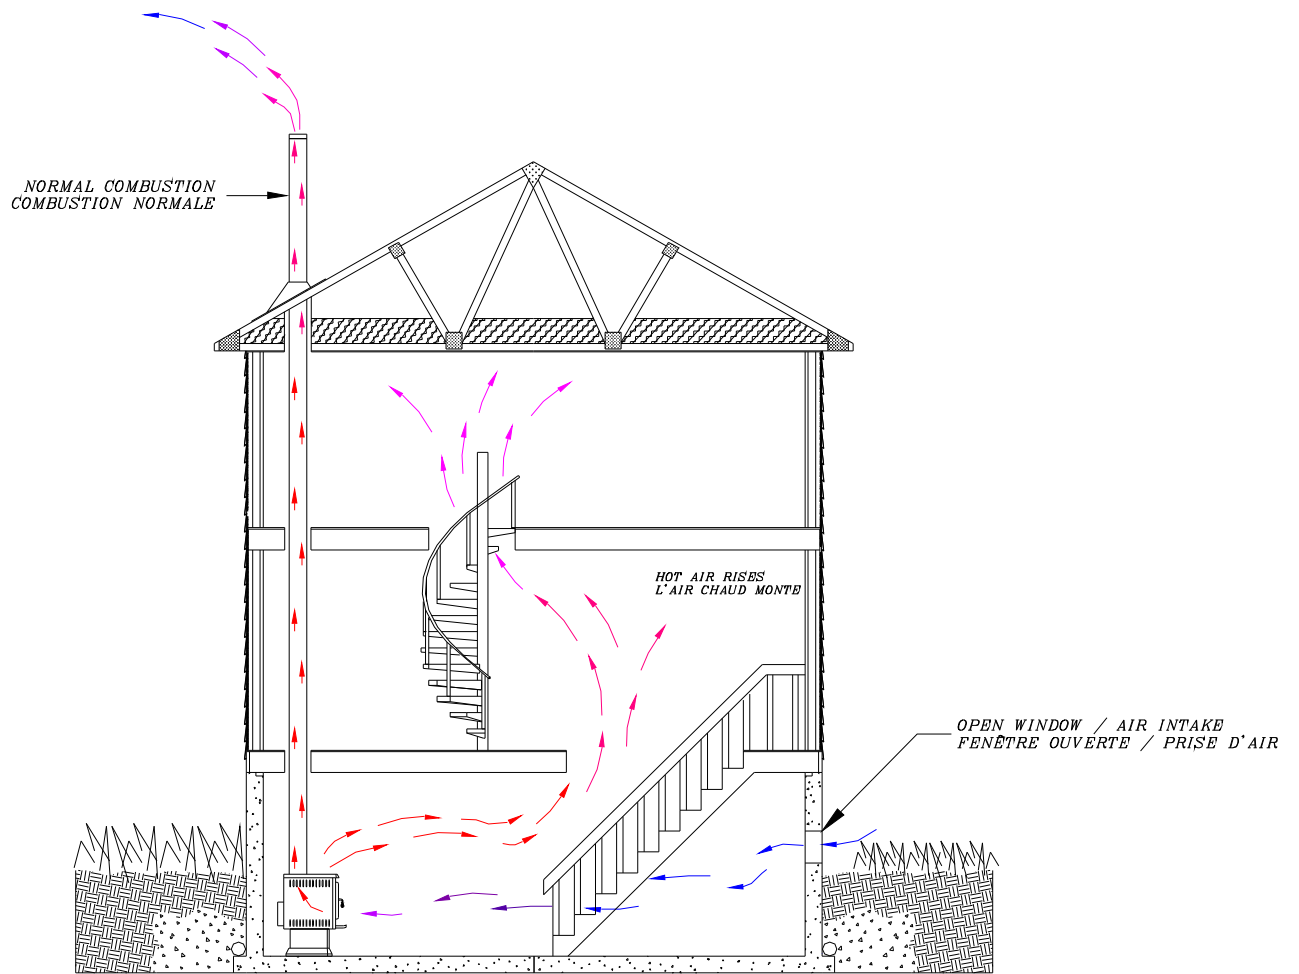 NORMAL COMBUSTION
COMBUSTION NORMALE
HOT AIR RISES
L'AIR CHAUD MONTE
OPEN WINDOW / AIR INTAKE
FENÊTRE OUVERTE / PRISE D'AIR